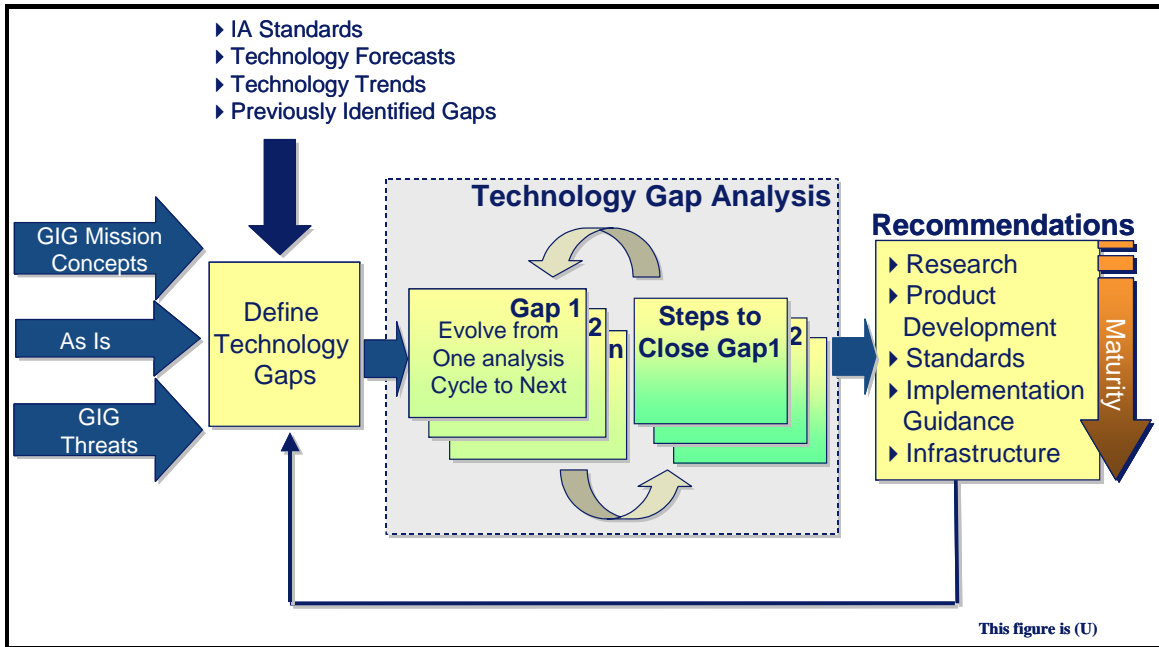 IA Standards
Technology Forecasts
Technology Trends
Previously Identified Gaps
GIG Mission
Concepts
As Is
GIG
Threats
Define
Technology
Gaps
Technology Gap Analysis
Gap 1
Evolve from
One analysis
Cycle to Next
2
n
Steps to
Close Gap1
2
Recommendations
Research
Product
Development
Standards
Implementation
Guidance
Infrastructure
Maturity
This figure is (U)